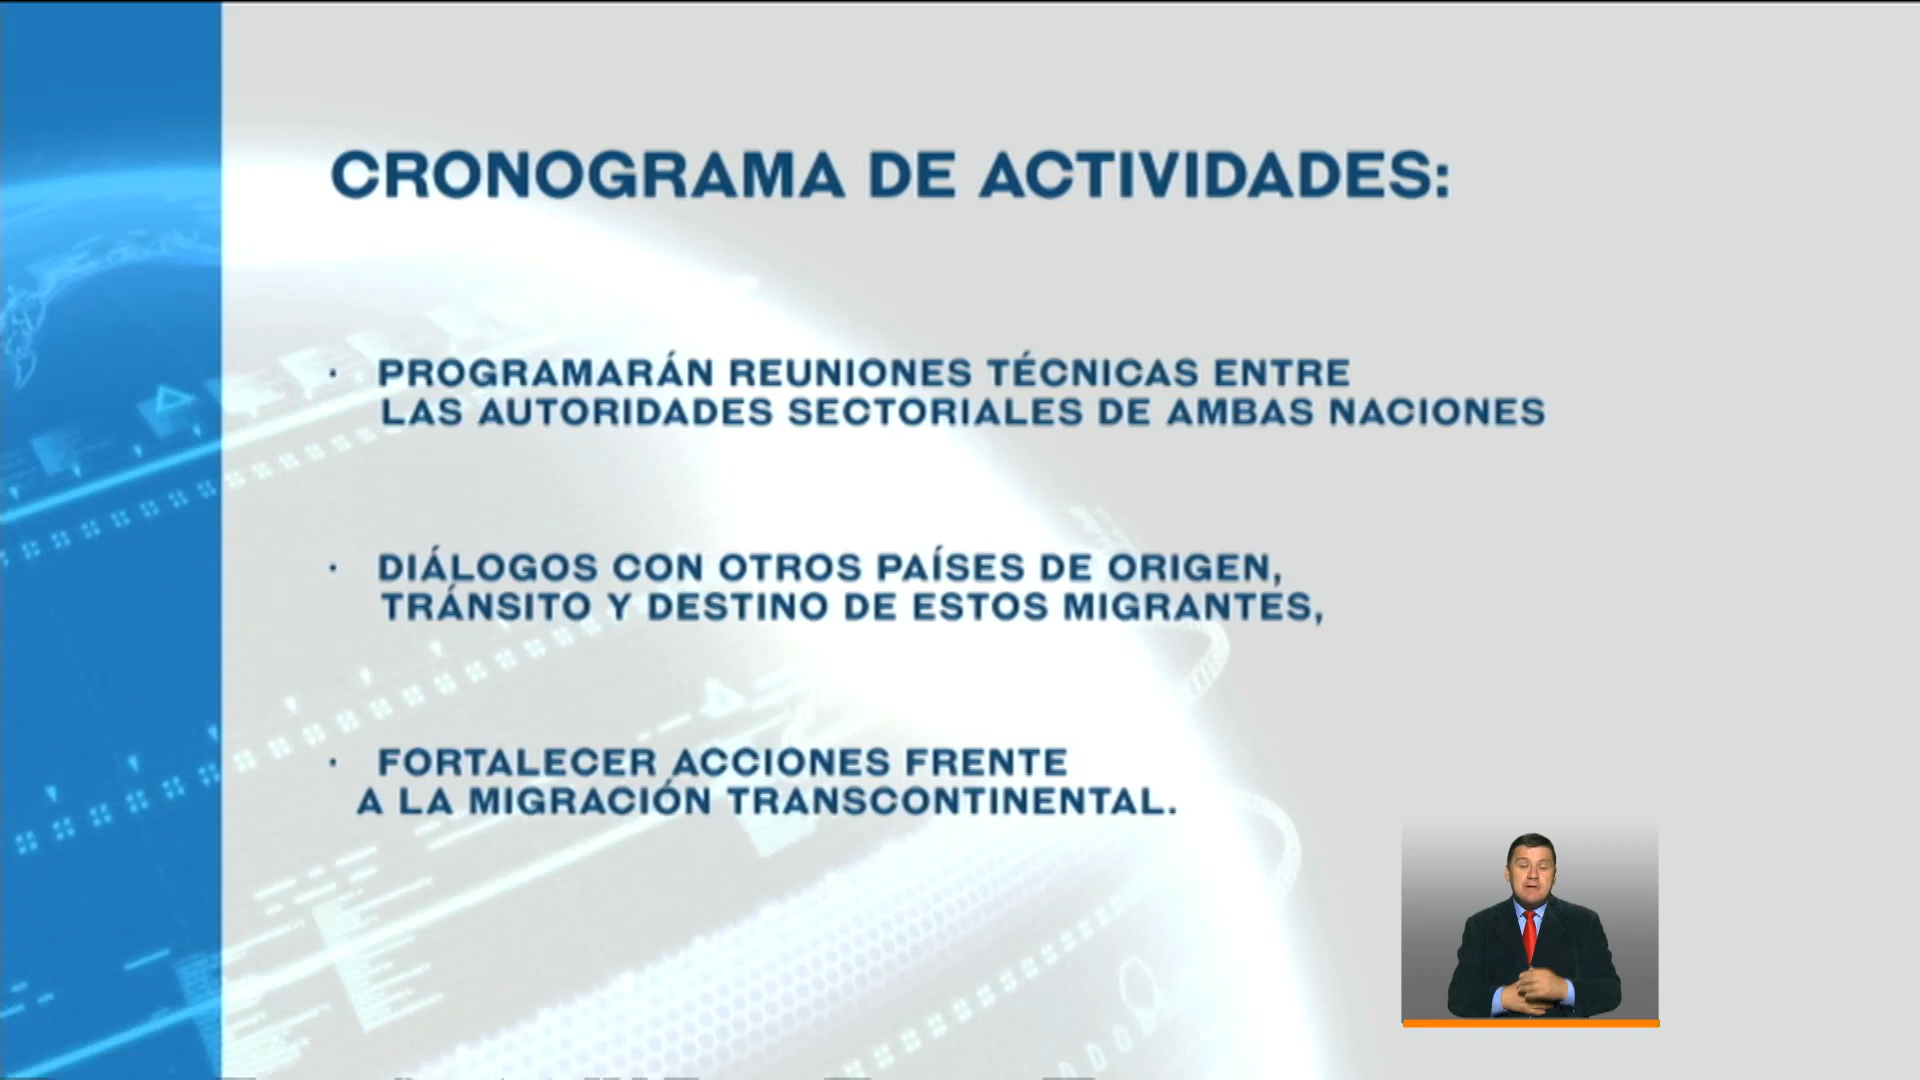 CRONOGRAMA DE ACTIVIDADES:
· PROGRAMARÁN REUNIONES TÉCNICAS ENTRE
LAS AUTORIDADES SECTORIALES DE AMBAS NACIONES
· DIÁLOGOS CON OTROS PAÍSES DE ORIGEN,
TRÁNSITO Y DESTINO DE ESTOS MIGRANTES,
· FORTALECER ACCIONES FRENTE
A LA MIGRACIÓN TRANSCONTINENTAL.